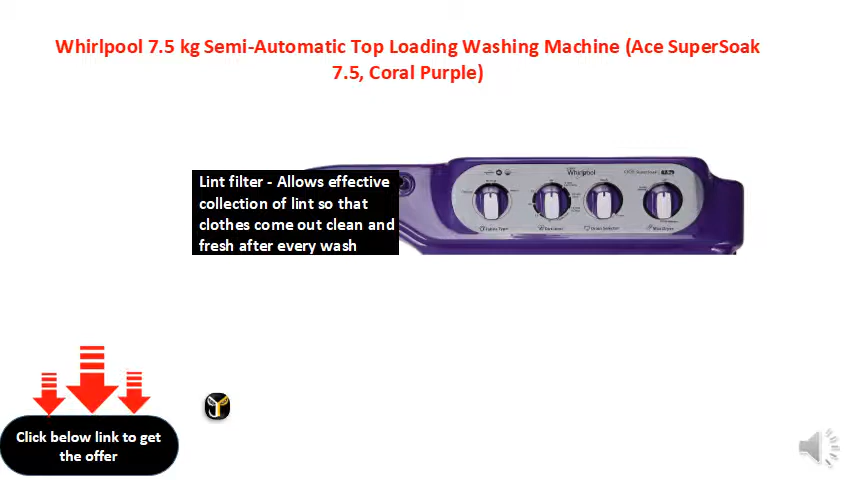 Whirlpool 7.5 kg Semi-Automatic Top Loading Washing Machine (Ace SuperSoak
7.5, Coral Purple)
Lint filter - Allows effective
collection of lint so that
clothes come out clean and
fresh after every wash
Whirlpool
Click below link to get
the offer